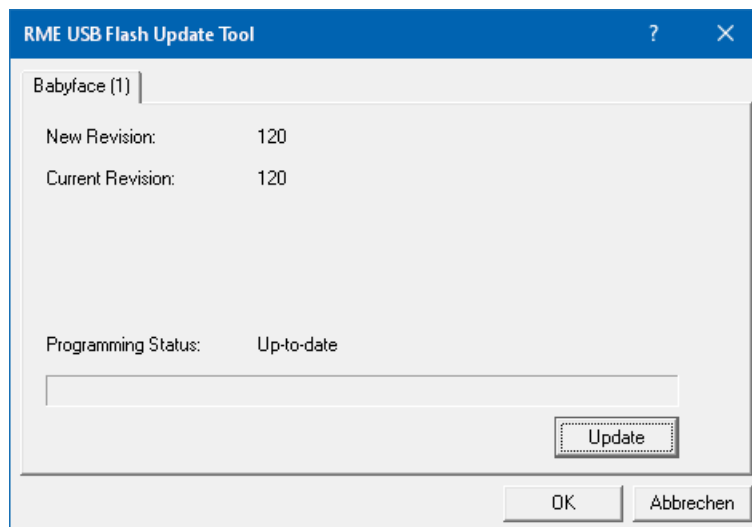 RME USB Flash Update Tool ?
Babyface (1)
New Revision: 120
Current Revision: 120
Programming Status: Up-to-date
Update
OK Abbrechen